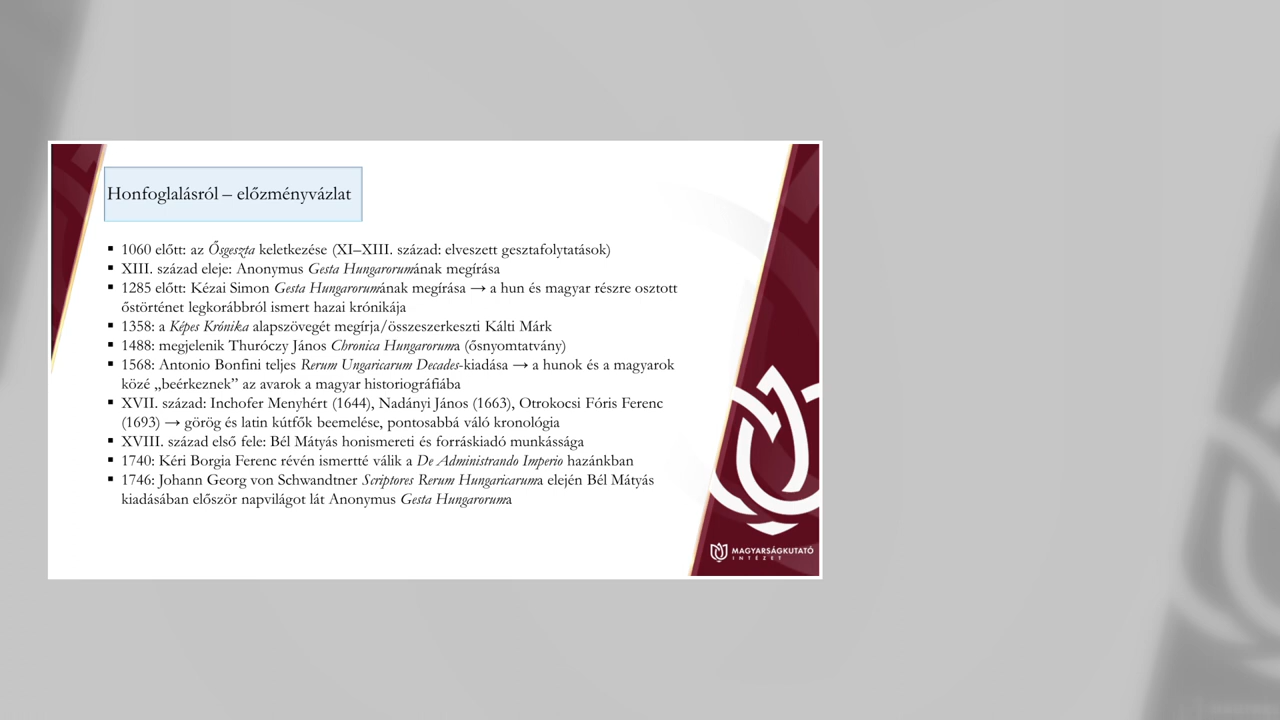 Honfoglalásról – előzményvázlat
▪ 1060 előtt: az Ősgeszta keletkezése (XI–XIII. század: elveszett gesztafolytatások)
▪ XIII. század eleje: Anonymus Gesta Hungarorumának megírása
▪ 1285 előtt: Kézai Simon Gesta Hungarorumának megírása → a hun és magyar részre osztott
őstörténet legkorábbról ismert hazai krónikája
▪ 1358: a Képes Krónika alapszövegét megírja/összeszerkeszti Kálti Márk
▪ 1488: megjelenik Thuróczy János Chronica Hungaroruma (ősnyomtatvány)
▪ 1568: Antonio Bonfini teljes Rerum Ungaricarum Decades-kiadása → a hunok és a magyarok
közé „beérkeznek” az avarok a magyar historiográfiába
▪ XVII. század: Inchofer Menyhért (1644), Nadányi János (1663), Otrokocsi Fóris Ferenc
(1693) → görög és latin kútfők beemelése, pontosabbá váló kronológia
▪ XVIII. század első fele: Bél Mátyás honismereti és forráskiadó munkássága
▪ 1740: Kéri Borgia Ferenc révén ismertté válik a De Administrando Imperio hazánkban
▪ 1746: Johann Georg von Schwandtner Scriptores Rerum Hungaricaruma elején Bél Mátyás
kiadásában először napvilágot lát Anonymus Gesta Hungaroruma
MAGYARSÁGKUTATÓ
INTÉZET